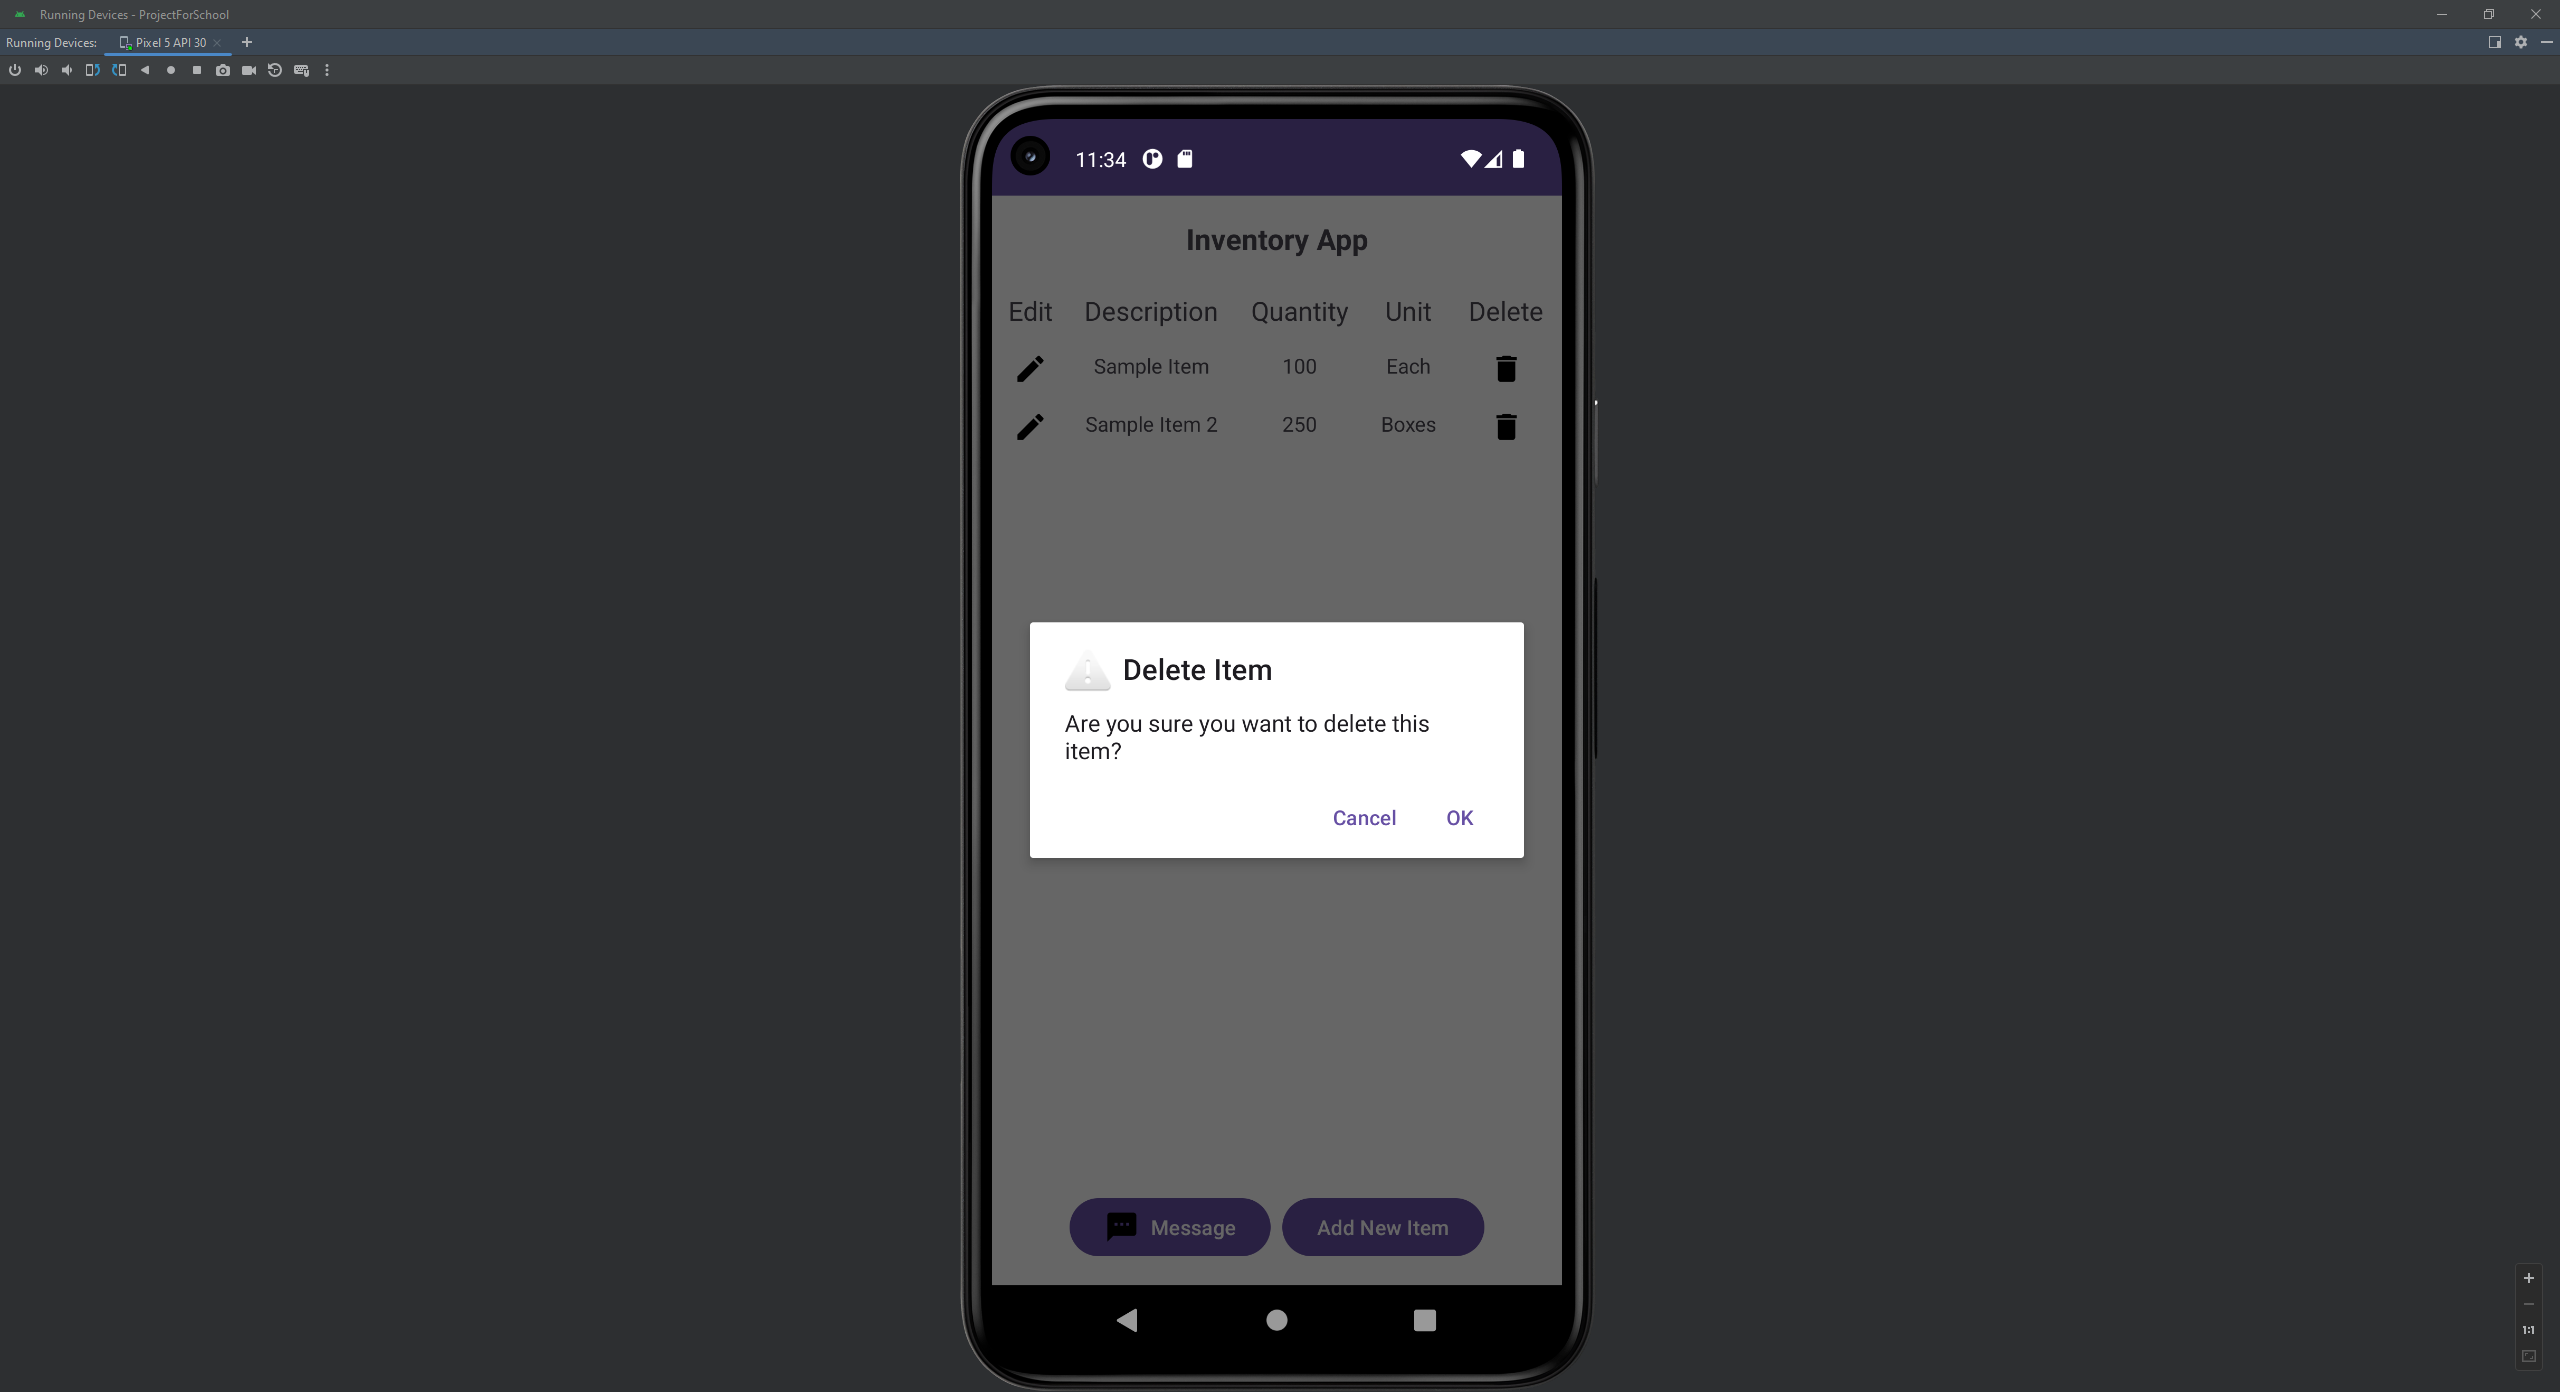 Running Devices - ProjectForSchool
Running Devices: Pixel 5 API 30
11:34
Inventory App
Edit Description Quantity Unit Delete
Sample Item 100 Each
Sample Item 2 250 Boxes
Delete Item
Are you sure you want to delete this
item?
Cancel OK
Message Add New Item
1:1